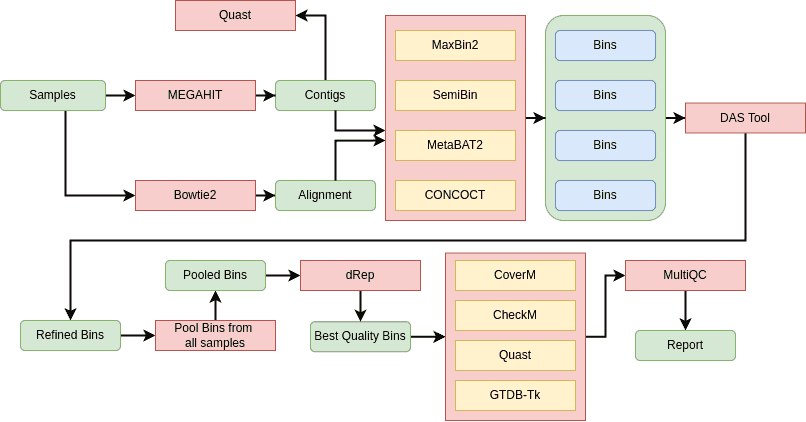 Quast
Samples
MEGAHIT
Contigs
Bowtie2
Alignment
MaxBin2
SemiBin
MetaBAT2
CONCOCT
Bins
Bins
Bins
Bins
DAS Tool
Refined Bins
Pool Bins from
all samples
Pooled Bins
dRep
Best Quality Bins
CoverM
CheckM
Quast
GTDB-Tk
MultiQC
Report